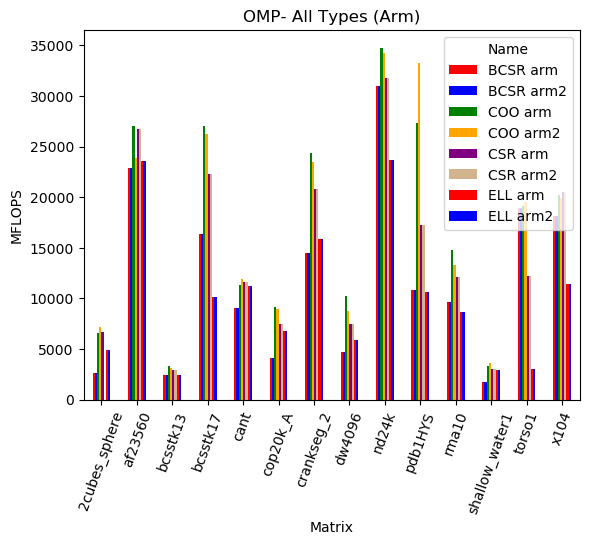 OMP- All Types (Arm)
35000
30000
25000
20000
15000
10000
5000
0
MFLOPS
Name
BCSR arm
BCSR arm2
COO arm
COO arm2
CSR arm
CSR arm2
ELL arm
ELL arm2
2cubes_sphere
af23560
bcsstk13
bcsstk17
cant
cop20k_A
crankseg_2
dw4096
nd24k
pdb1HYS
rma10
shallow_water1
torso1
x104
Matrix